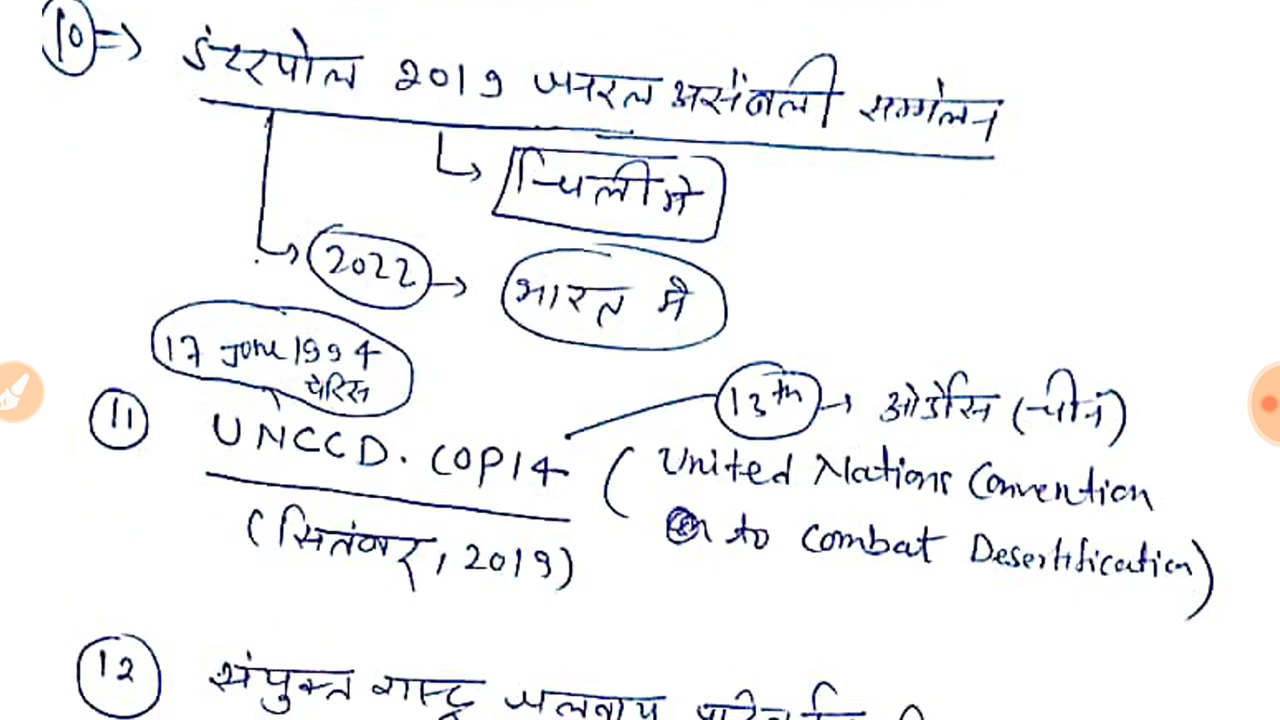 10 => इंटरपोल 2019 जनरल असेंबली सम्मेलन
↳ चिली मे
↳ 2022 → भारत मे
17 June 1994
पेरिस
11 UNCCD. COP14
13th → ओर्डोस (चीन)
(United Nations Convention
to Combat Desertification)
(सितंबर, 2019)
12 संयुक्त राष्ट्र जलवायु